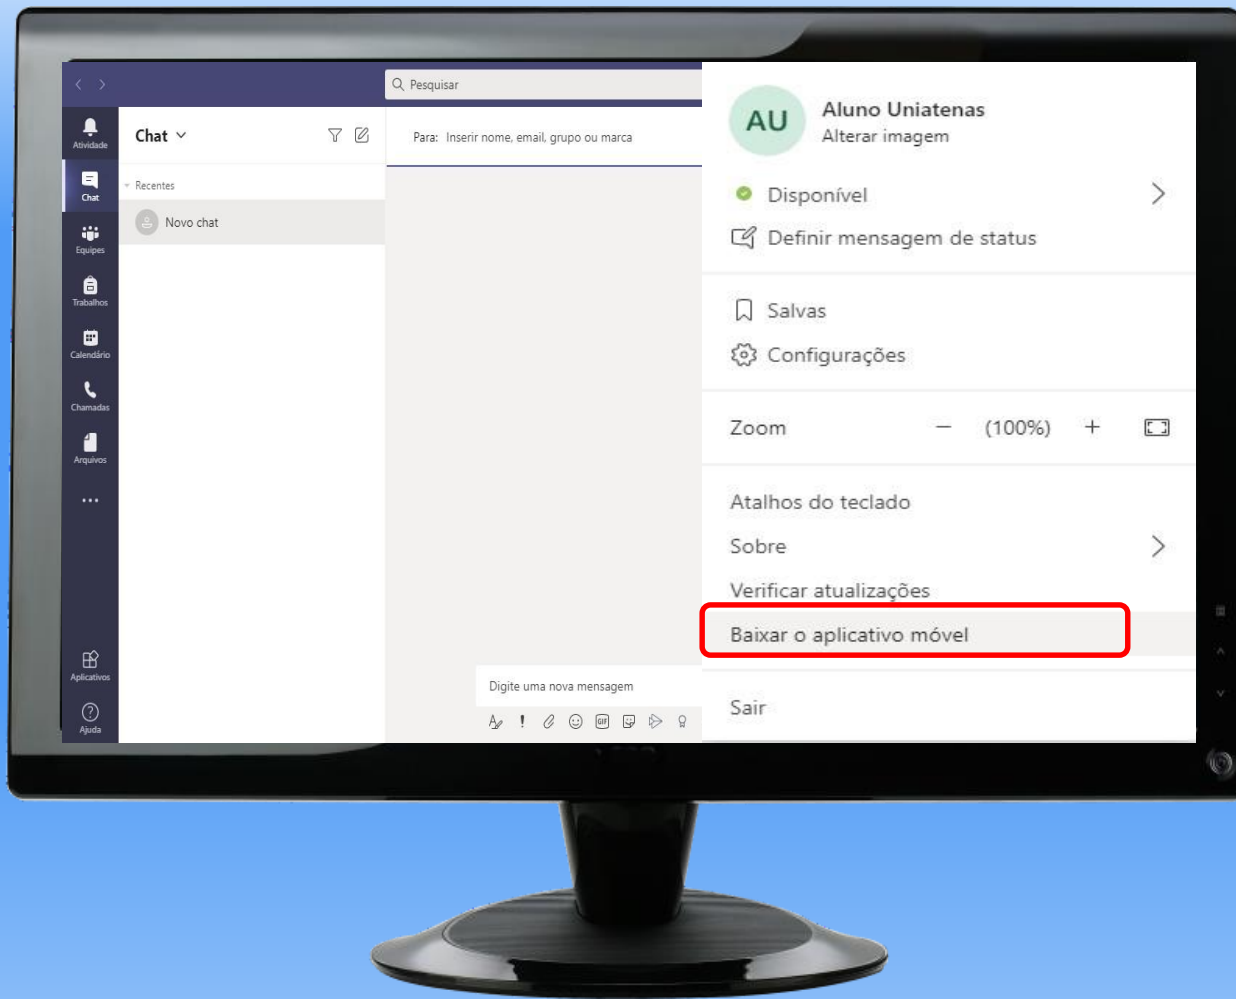 Pesquisar
Atividade
Chat
Equipes
Trabalhos
Calendário
Chamadas
Arquivos
Aplicativos
Ajuda
Chat
Recentes
Novo chat
Para: Inserir nome, email, grupo ou marca
Digite uma nova mensagem
GIF
AU
Aluno Uniatenas
Alterar imagem
Disponível
Definir mensagem de status
Salvas
Configurações
Zoom — (100%) +
Atalhos do teclado
Sobre
Verificar atualizações
Baixar o aplicativo móvel
Sair